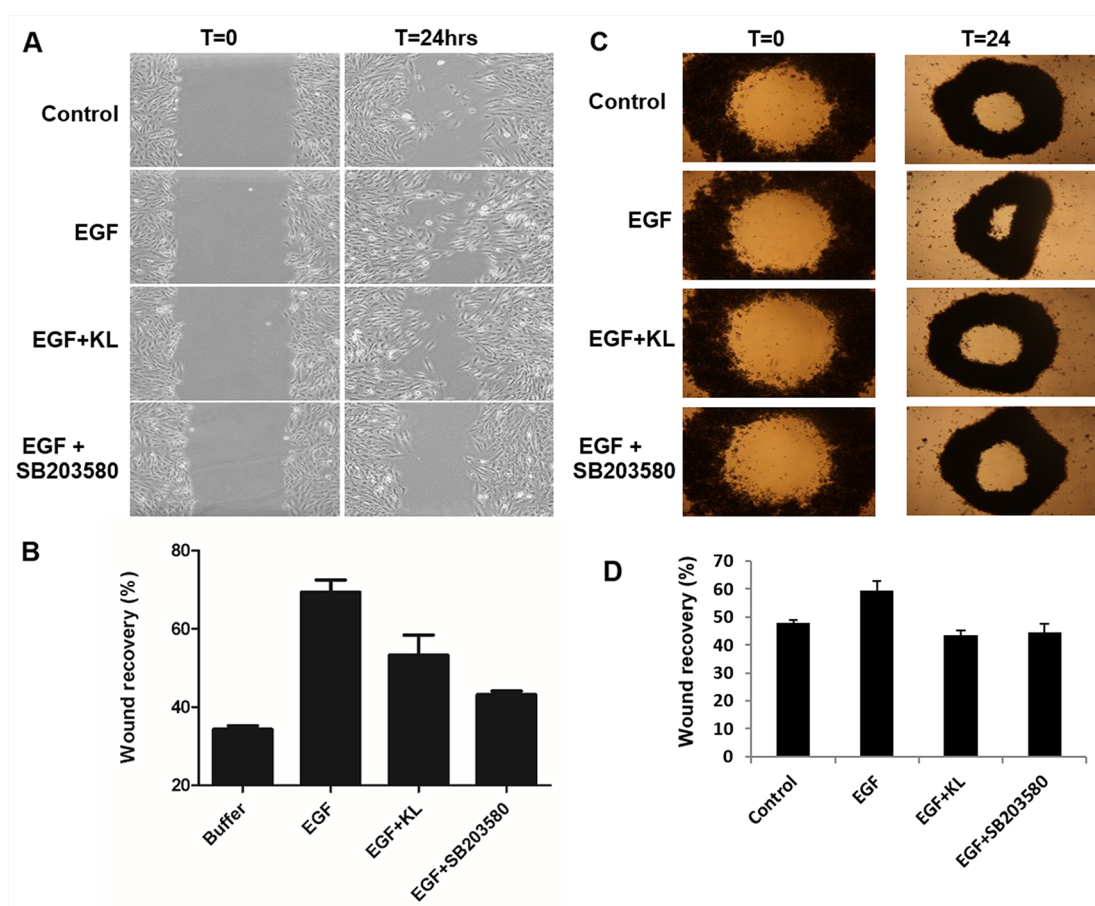 A
T=0
T=24hrs
Control
EGF
EGF+KL
EGF +
SB203580
B
Wound recovery (%)
80
60
40
20
Buffer
EGF
EGF+KL
EGF+SB203580
C
T=0
T=24
Control
EGF
EGF+KL
EGF +
SB203580
D
Wound recovery (%)
70
60
50
40
30
20
10
0
Control
EGF
EGF+KL
EGF+SB203580